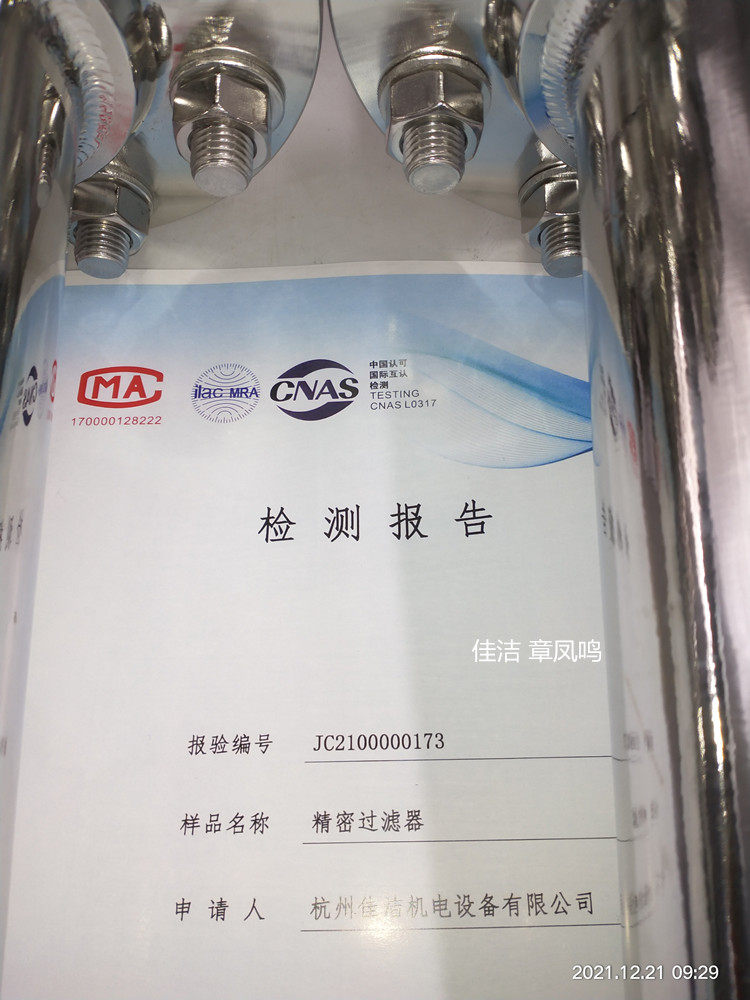 MA
170000128222
ilac-MRA
CNAS
中国认可
国际互认
检测
TESTING
CNAS L0317
检测报告
佳洁 章凤鸣
报验编号 JC2100000173
样品名称 精密过滤器
申请人 杭州佳洁机电设备有限公司
2021.12.21 09:29